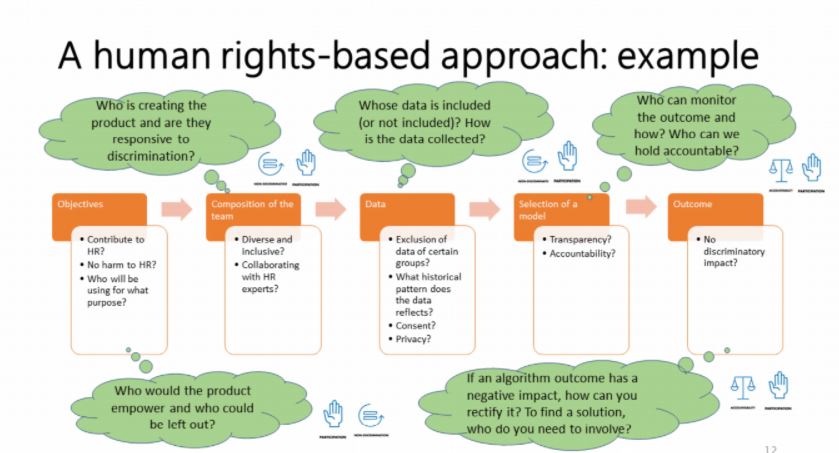 A human rights-based approach: example
Who is creating the
product and are they
responsive to
discrimination?
Whose data is included
(or not included)? How
is the data collected?
Who can monitor
the outcome and
how? Who can we
hold accountable?
NON-DISCRIMINATION PARTICIPATION
NON-DISCRIMINATION PARTICIPATION
ACCOUNTABILITY PARTICIPATION
Objectives
• Contribute to
HR?
• No harm to HR?
• Who will be
using for what
purpose?
Composition of the
team
• Diverse and
inclusive?
• Collaborating
with HR
experts?
Data
• Exclusion of
data of certain
groups?
• What historical
pattern does
the data
reflects?
• Consent?
• Privacy?
Selection of a
model
• Transparency?
• Accountability?
Outcome
• No
discriminatory
impact?
Who would the product
empower and who could
be left out?
PARTICIPATION NON-DISCRIMINATION
If an algorithm outcome has a
negative impact, how can you
rectify it? To find a solution,
who do you need to involve?
ACCOUNTABILITY PARTICIPATION
12